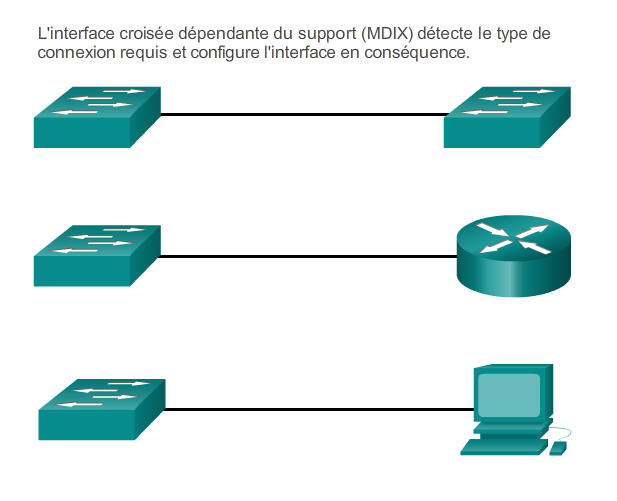 L'interface croisée dépendante du support (MDIX) détecte le type de
connexion requis et configure l'interface en conséquence.